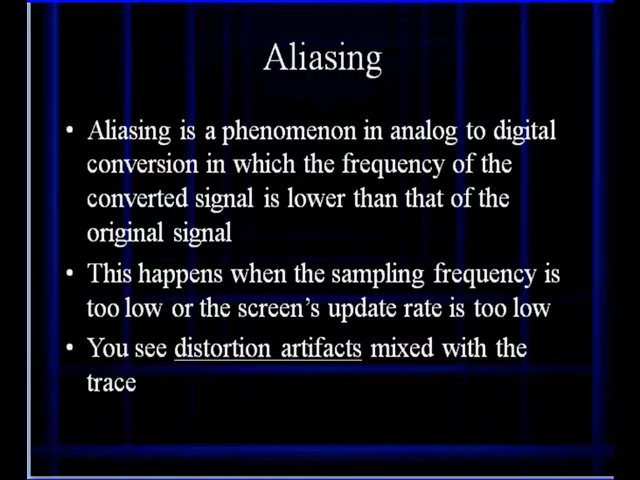 Aliasing
• Aliasing is a phenomenon in analog to digital
conversion in which the frequency of the
converted signal is lower than that of the
original signal
• This happens when the sampling frequency is
too low or the screen's update rate is too low
• You see distortion artifacts mixed with the
trace